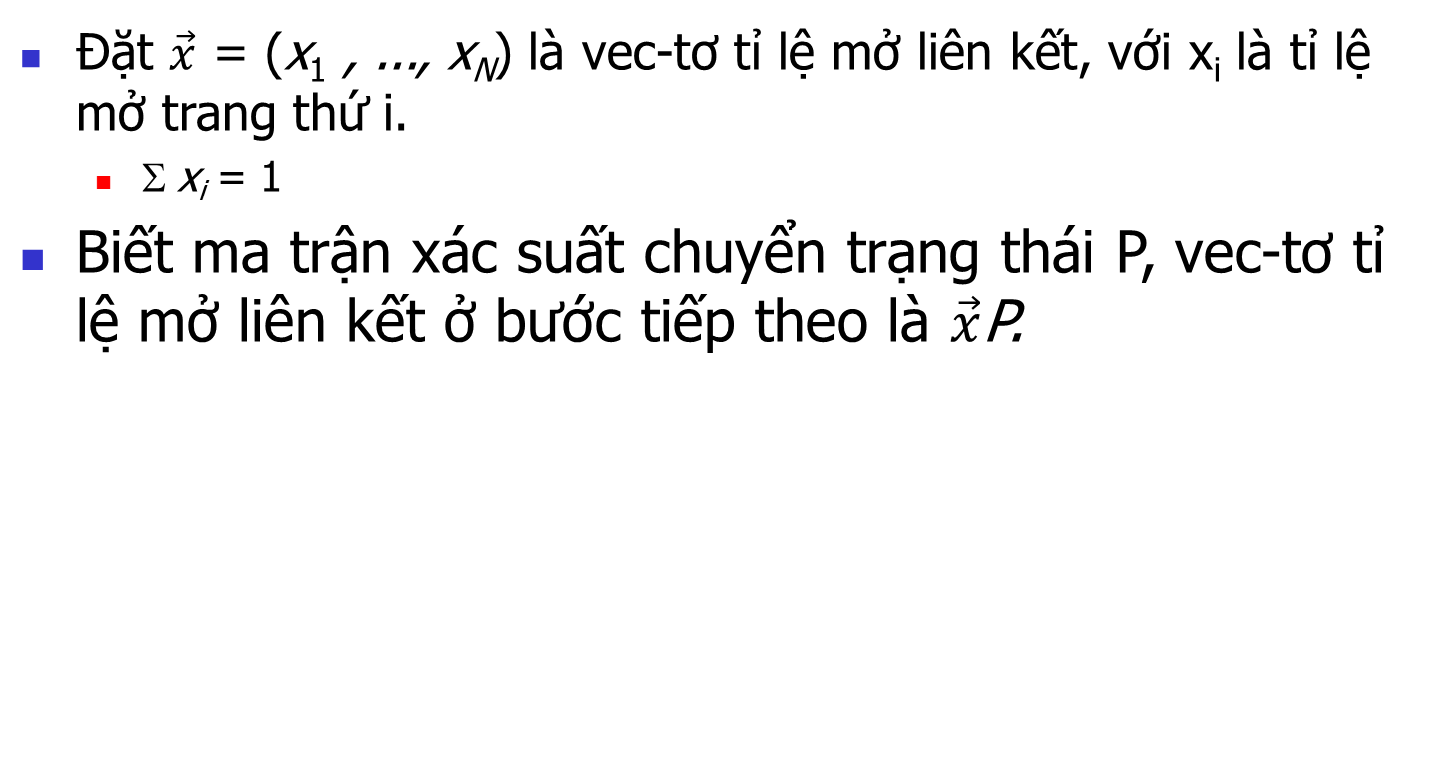 Đặt x⃗ = (x₁ , ..., x_N) là vec-tơ tỉ lệ mở liên kết, với xᵢ là tỉ lệ
mở trang thứ i.
Σ xᵢ = 1
Biết ma trận xác suất chuyển trạng thái P, vec-tơ tỉ
lệ mở liên kết ở bước tiếp theo là x⃗P.